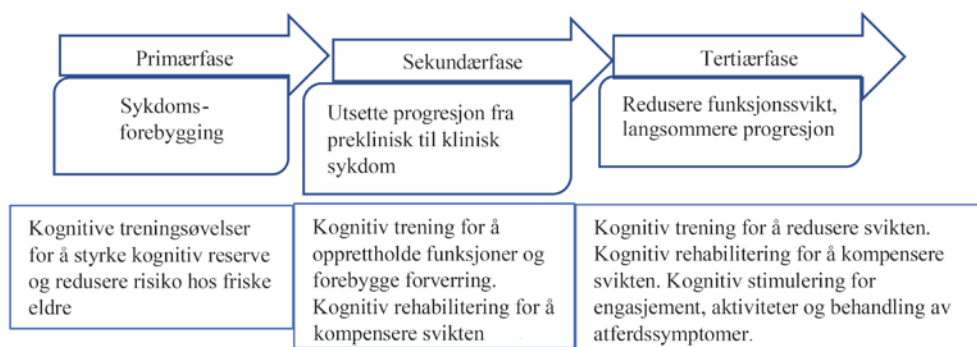 Primærfase
Sykdoms-
forebygging
Sekundærfase
Utsette progresjon fra
preklinisk til klinisk
sykdom
Tertiærfase
Redusere funksjonssvikt,
langsommere progresjon
Kognitive treningsøvelser
for å styrke kognitiv reserve
og redusere risiko hos friske
eldre
Kognitiv trening for å
opprettholde funksjoner og
forebygge forverring.
Kognitiv rehabilitering for å
kompensere svikten
Kognitiv trening for å redusere svikten.
Kognitiv rehabilitering for å kompensere
svikten. Kognitiv stimulering for
engasjement, aktiviteter og behandling av
atferdssymptomer.